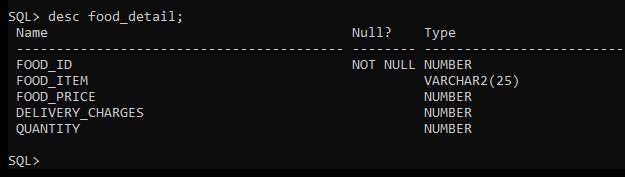 SQL> desc food_detail;
 Name                                      Null?    Type
 ----------------------------------------- -------- ----------------------------
 FOOD_ID                                   NOT NULL NUMBER
 FOOD_ITEM                                          VARCHAR2(25)
 FOOD_PRICE                                         NUMBER
 DELIVERY_CHARGES                                   NUMBER
 QUANTITY                                           NUMBER
SQL>